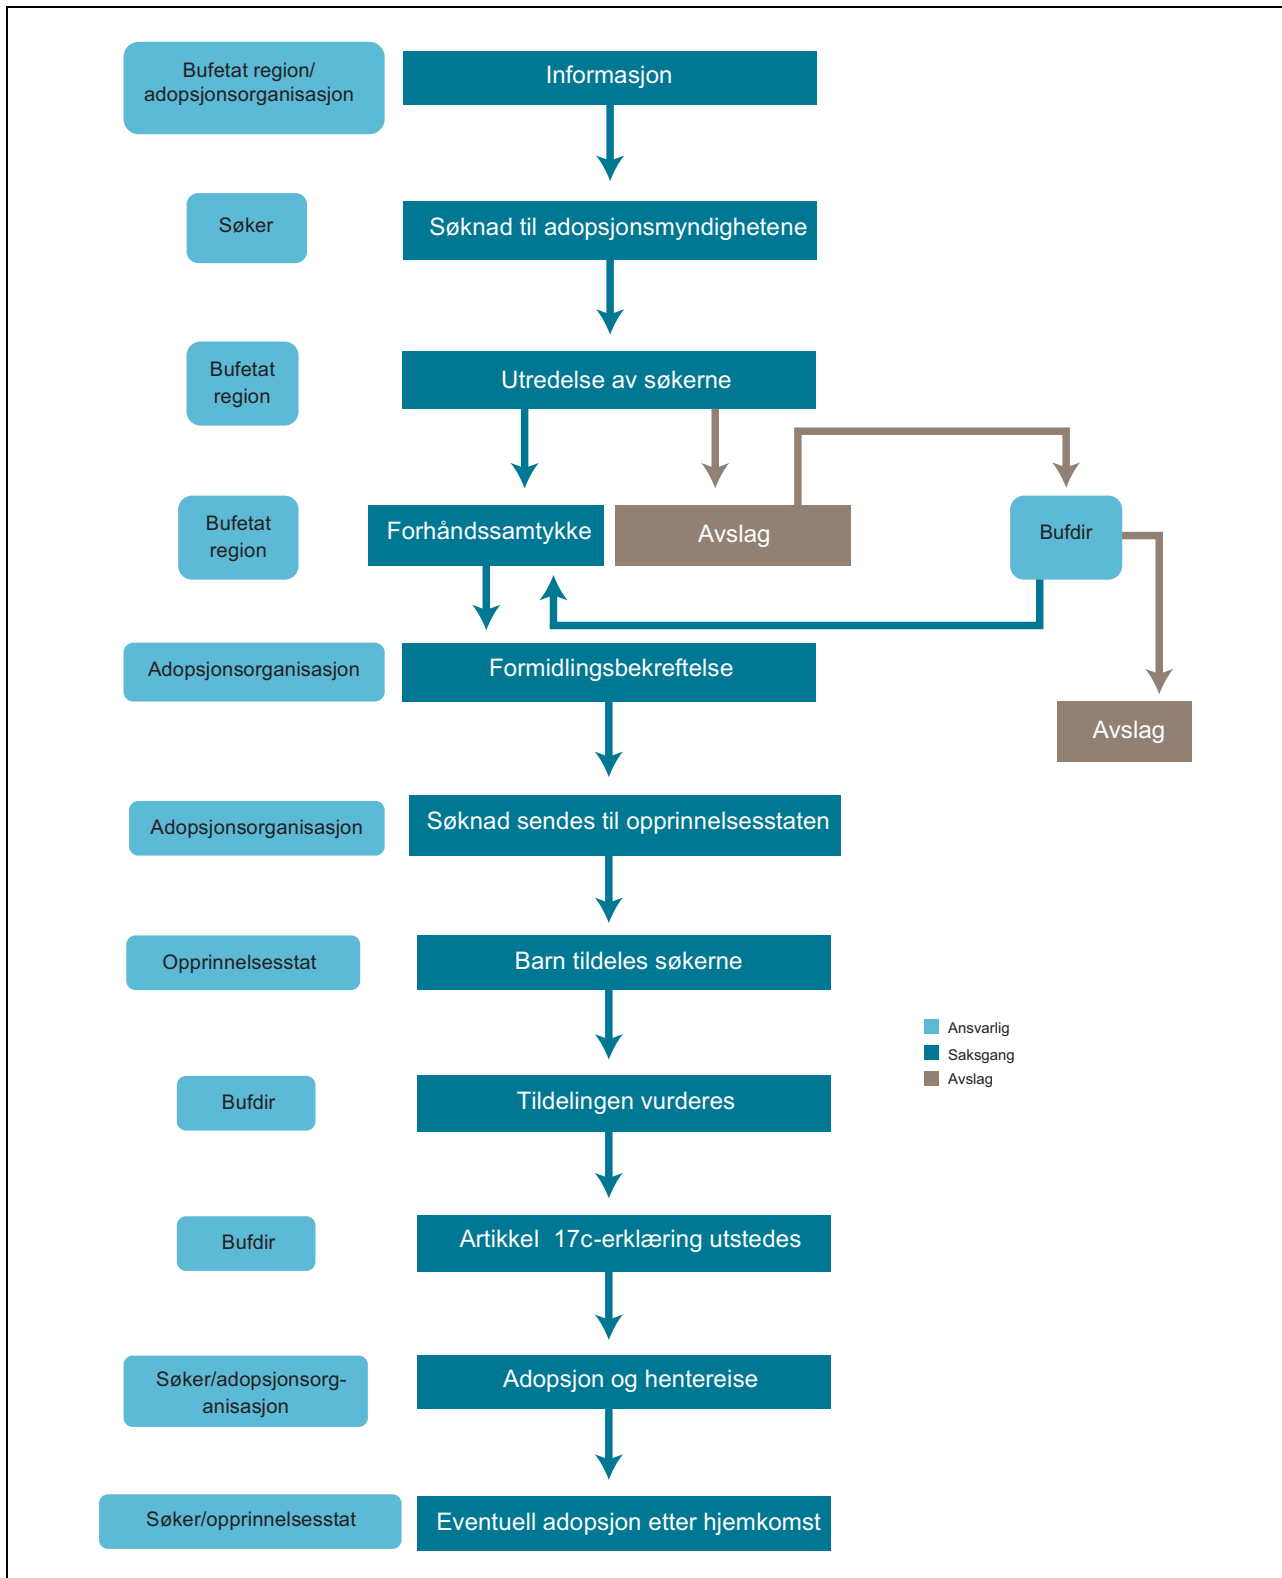 Bufetat region/
adopsjonsorganisasjon
Informasjon
Søker
Søknad til adopsjonsmyndighetene
Bufetat
region
Utredelse av søkerne
Bufetat
region
Forhåndssamtykke
Avslag
Bufdir
Adopsjonsorganisasjon
Formidlingsbekreftelse
Avslag
Adopsjonsorganisasjon
Søknad sendes til opprinnelsesstaten
Opprinnelsesstat
Barn tildeles søkerne
Ansvarlig
Saksgang
Avslag
Bufdir
Tildelingen vurderes
Bufdir
Artikkel 17c-erklæring utstedes
Søker/adopsjonsorg-
anisasjon
Adopsjon og hentereise
Søker/opprinnelsesstat
Eventuell adopsjon etter hjemkomst